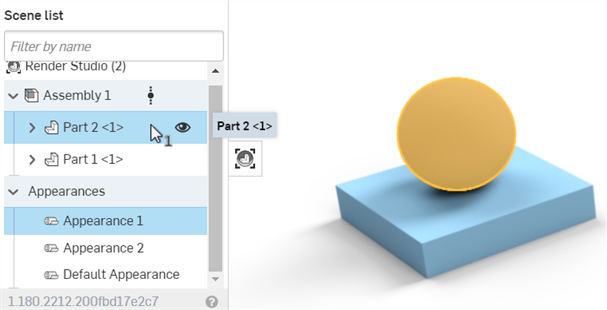 Scene list
Filter by name
Render Studio (2)
Assembly 1
Part 2 <1>
1
Part 2 <1>
Part 1 <1>
Appearances
Appearance 1
Appearance 2
Default Appearance
1.180.2212.200fbd17e2c7
?